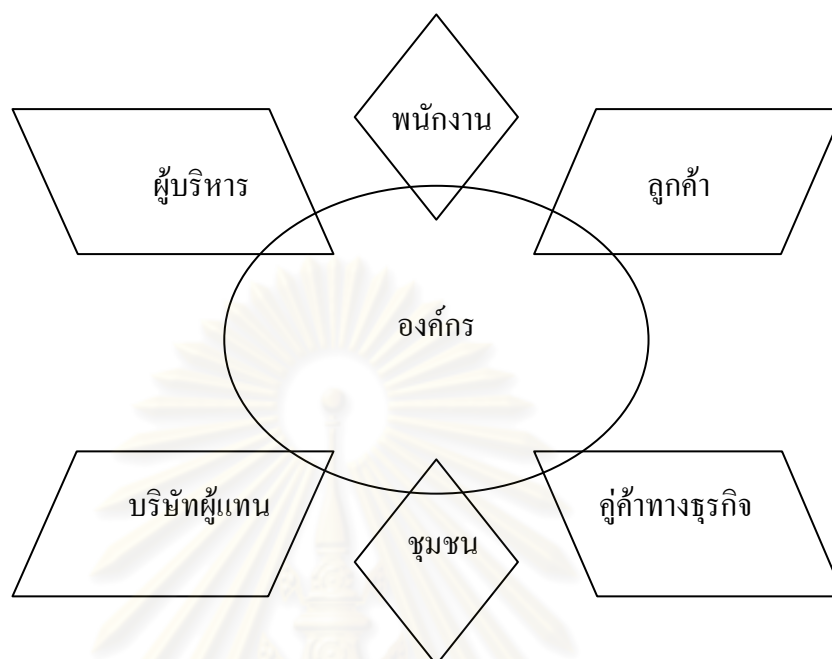 พนักงาน
ผู้บริหาร
ลูกค้า
องค์กร
บริษัทผู้แทน
คู่ค้าทางธุรกิจ
ชุมชน